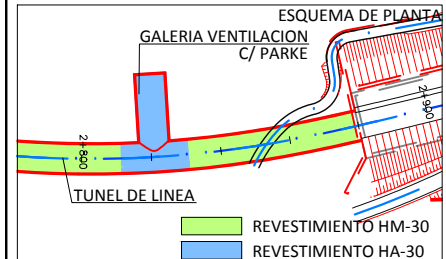 ESQUEMA DE PLANTA
GALERIA VENTILACION
C/ PARKE
2+900
2+800
TUNEL DE LINEA
REVESTIMIENTO HM-30
REVESTIMIENTO HA-30